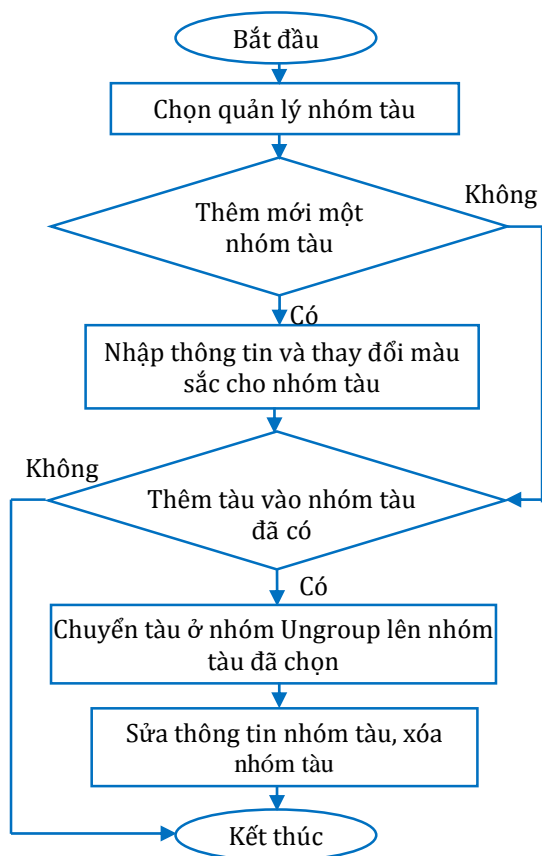 Bắt đầu
Chọn quản lý nhóm tàu
Không
Thêm mới một
nhóm tàu
Có
Nhập thông tin và thay đổi màu
sắc cho nhóm tàu
Không
Thêm tàu vào nhóm tàu
đã có
Có
Chuyển tàu ở nhóm Ungroup lên nhóm
tàu đã chọn
Sửa thông tin nhóm tàu, xóa
nhóm tàu
Kết thúc